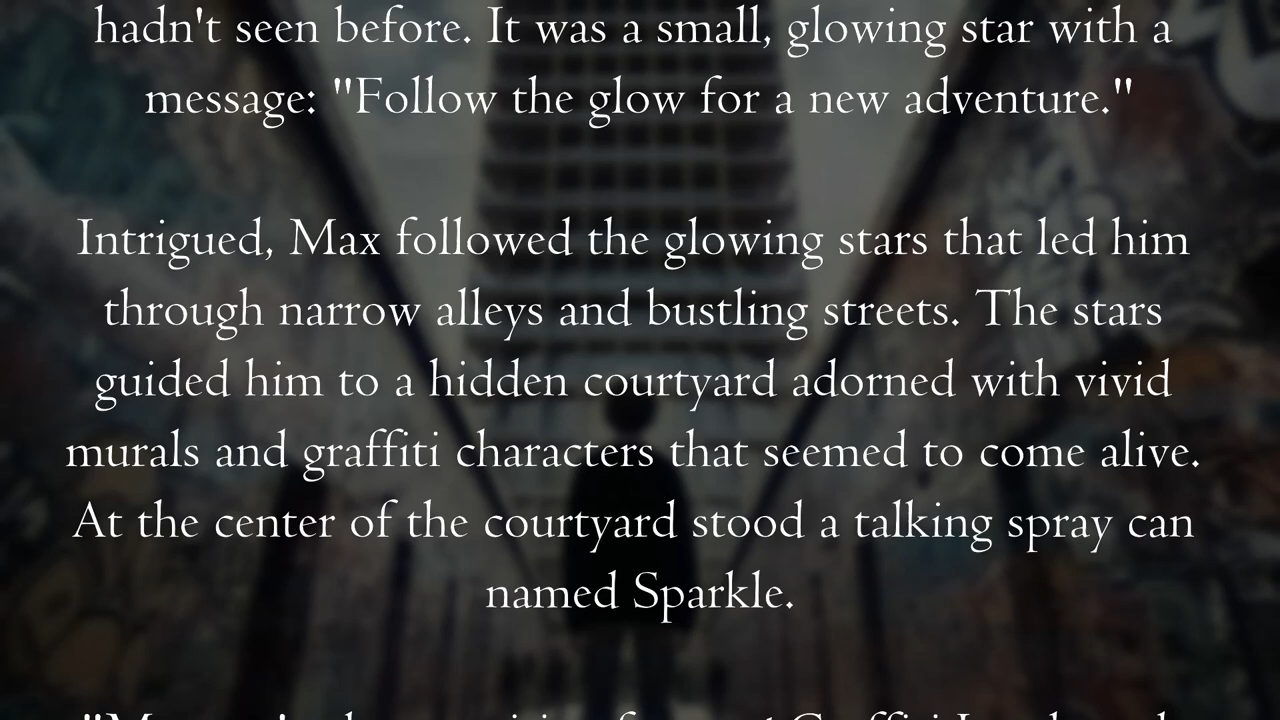 hadn't seen before. It was a small, glowing star with a
message: "Follow the glow for a new adventure."
Intrigued, Max followed the glowing stars that led him
through narrow alleys and bustling streets. The stars
guided him to a hidden courtyard adorned with vivid
murals and graffiti characters that seemed to come alive.
At the center of the courtyard stood a talking spray can
named Sparkle.